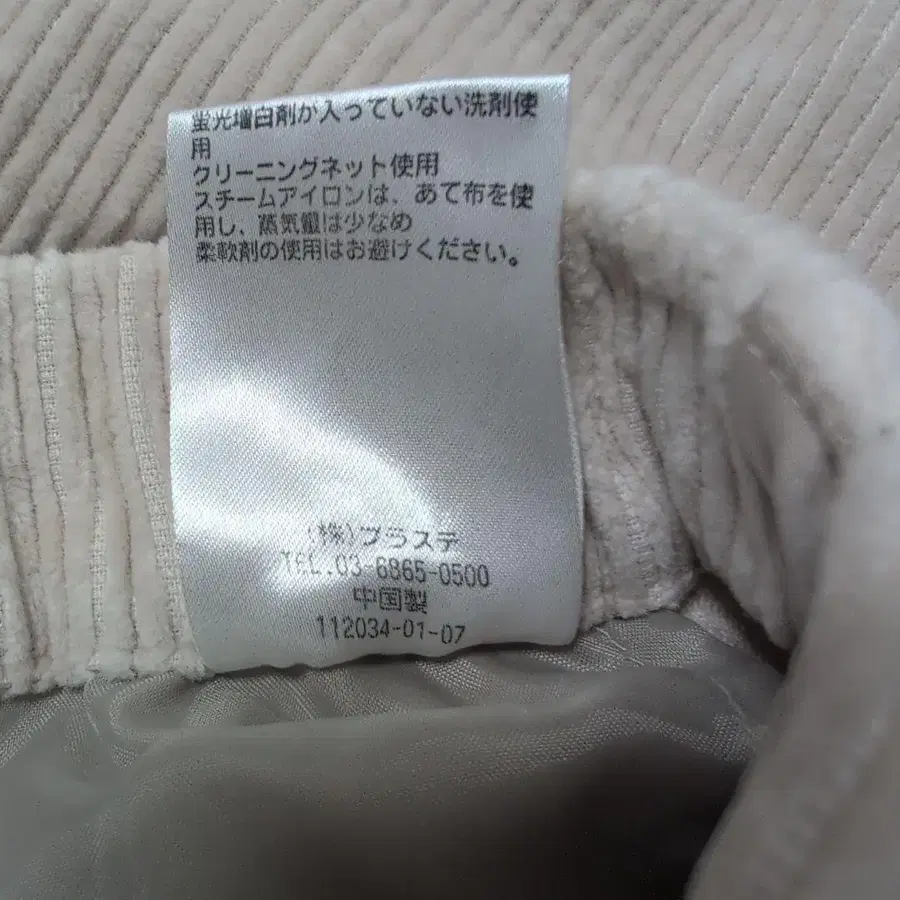 蛍光増白剤が入っていない洗剤使
用
クリーニングネット使用
スチームアイロンは、あて布を使
用し、蒸気量は少なめ
柔軟剤の使用はお避けください。
(株)プラステ
TEL.03-6865-0500
中国製
112034-01-07